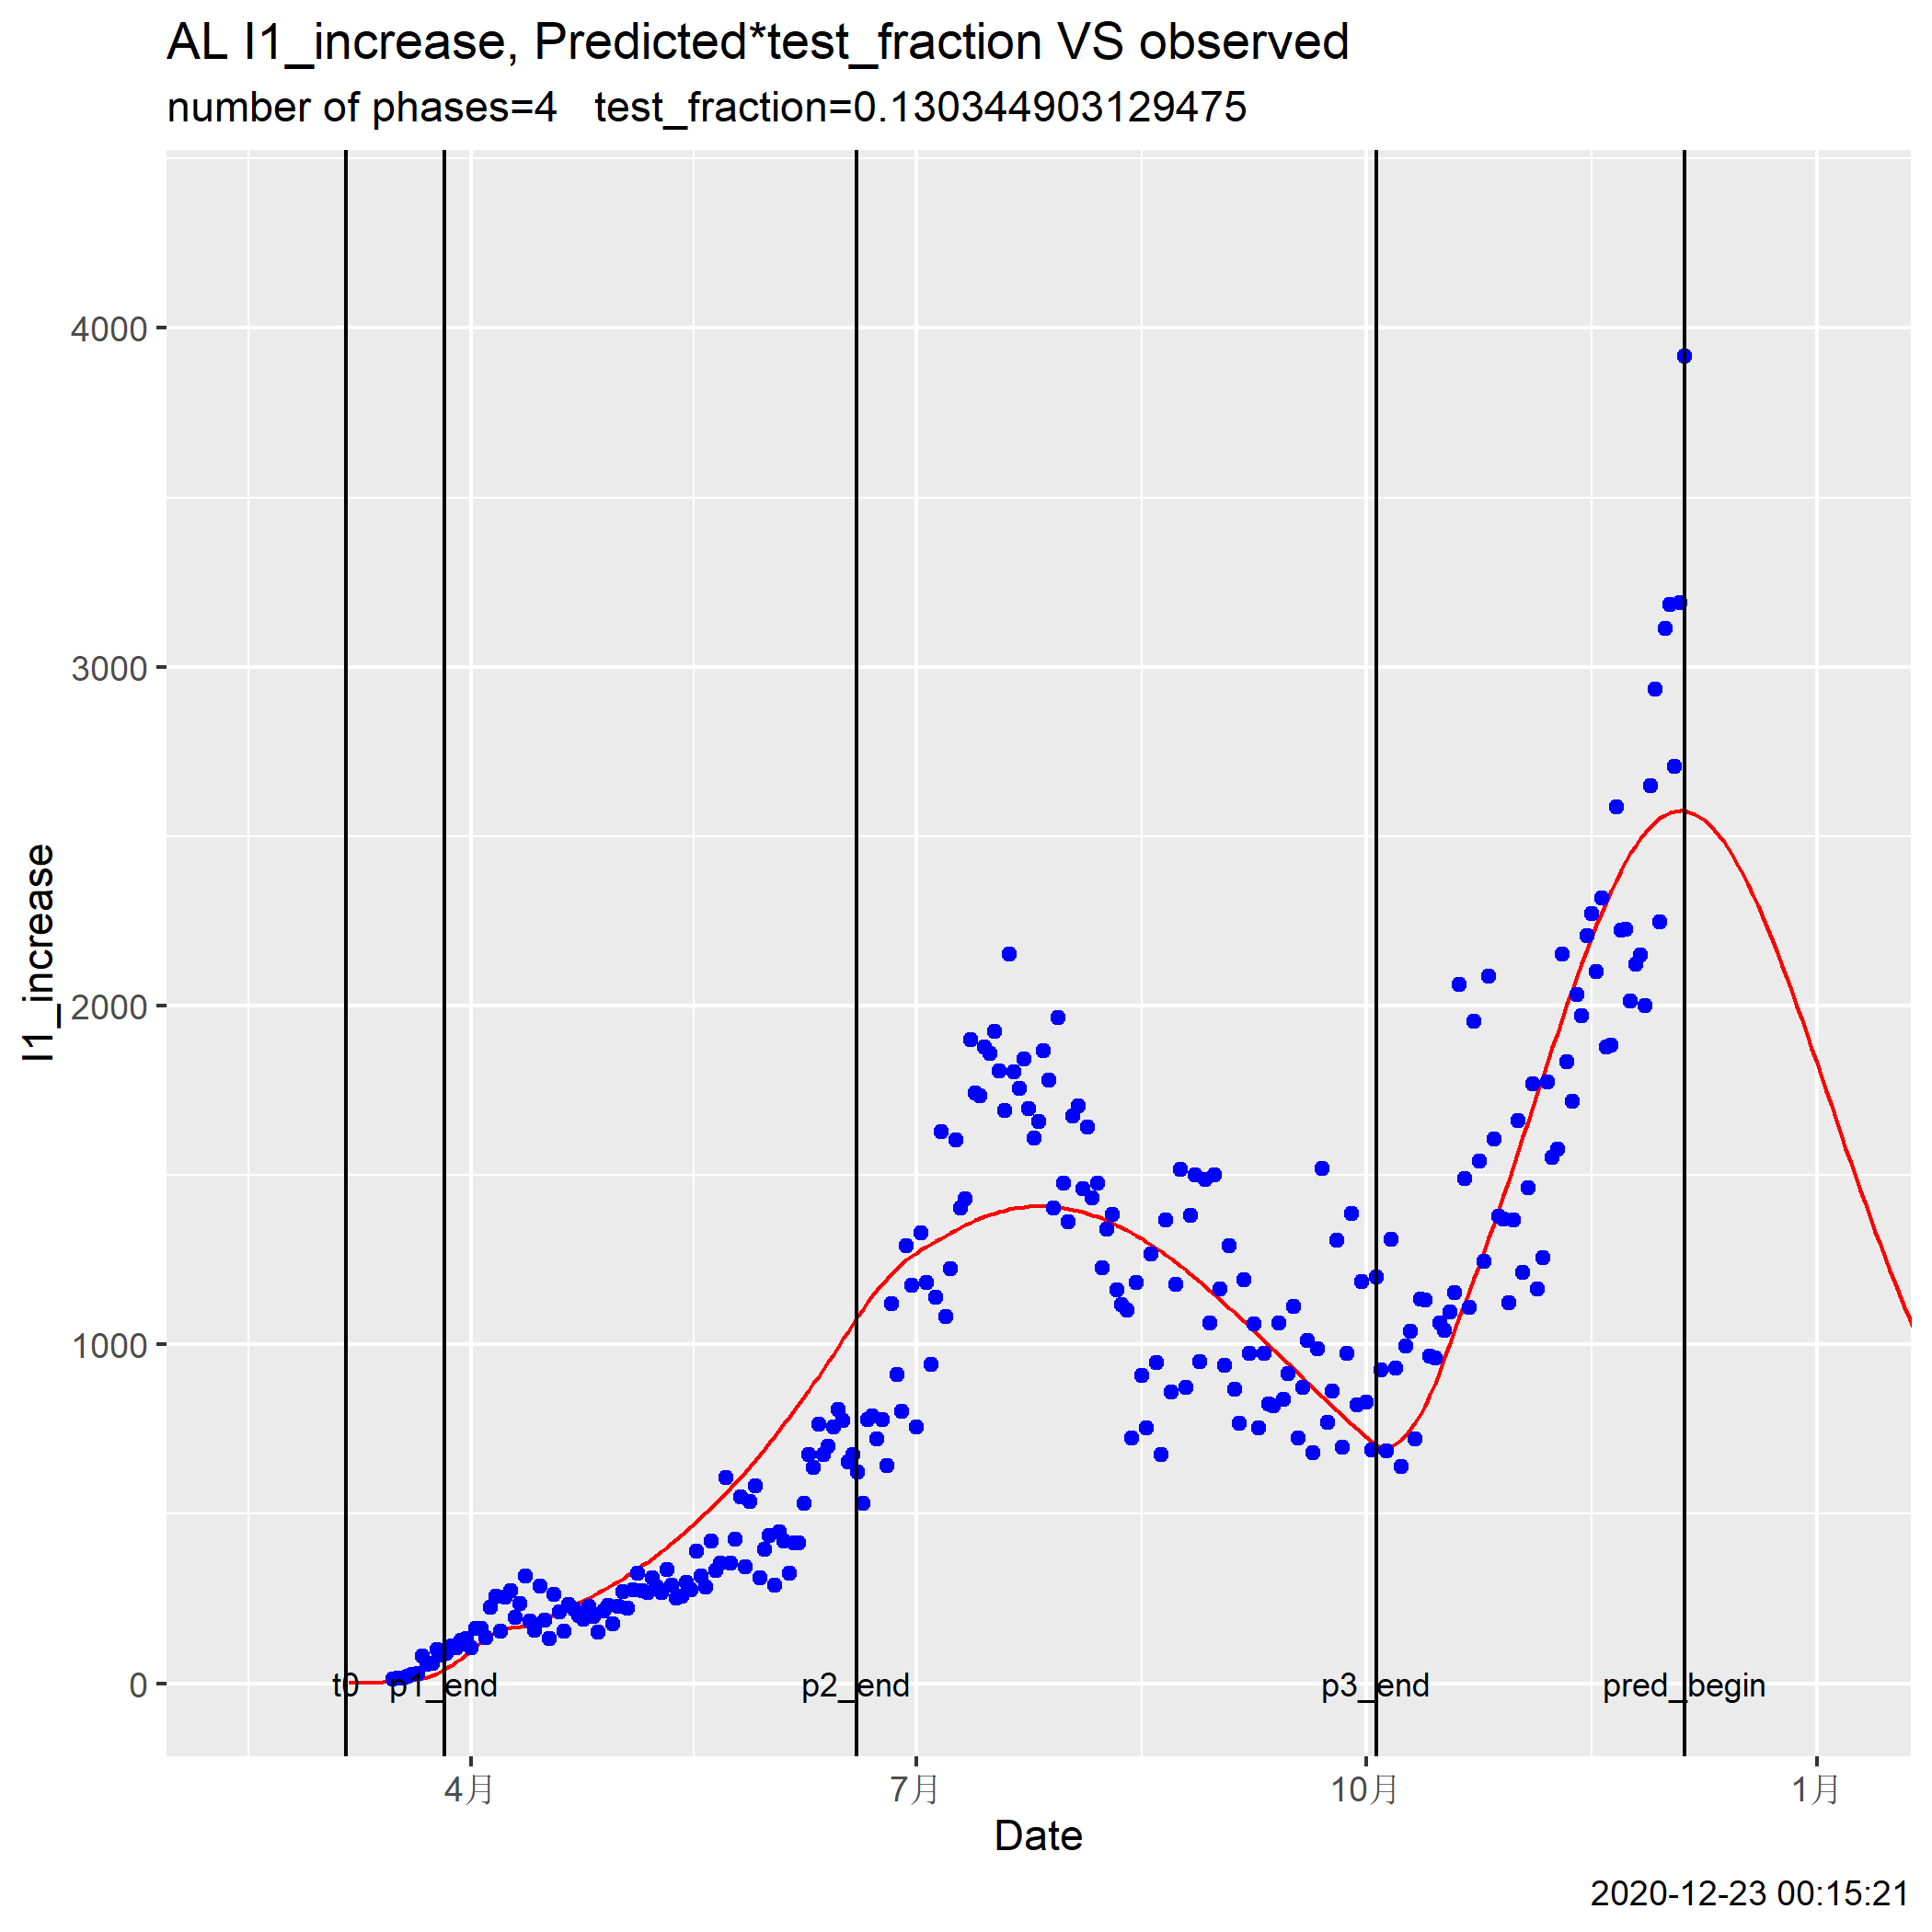 AL I1_increase, Predicted*test_fraction VS observed
number of phases=4   test_fraction=0.130344903129475
I1_increase
4000
3000
2000
1000
0
t0
p1_end
p2_end
p3_end
pred_begin
4月
7月
10月
1月
Date
2020-12-23 00:15:21